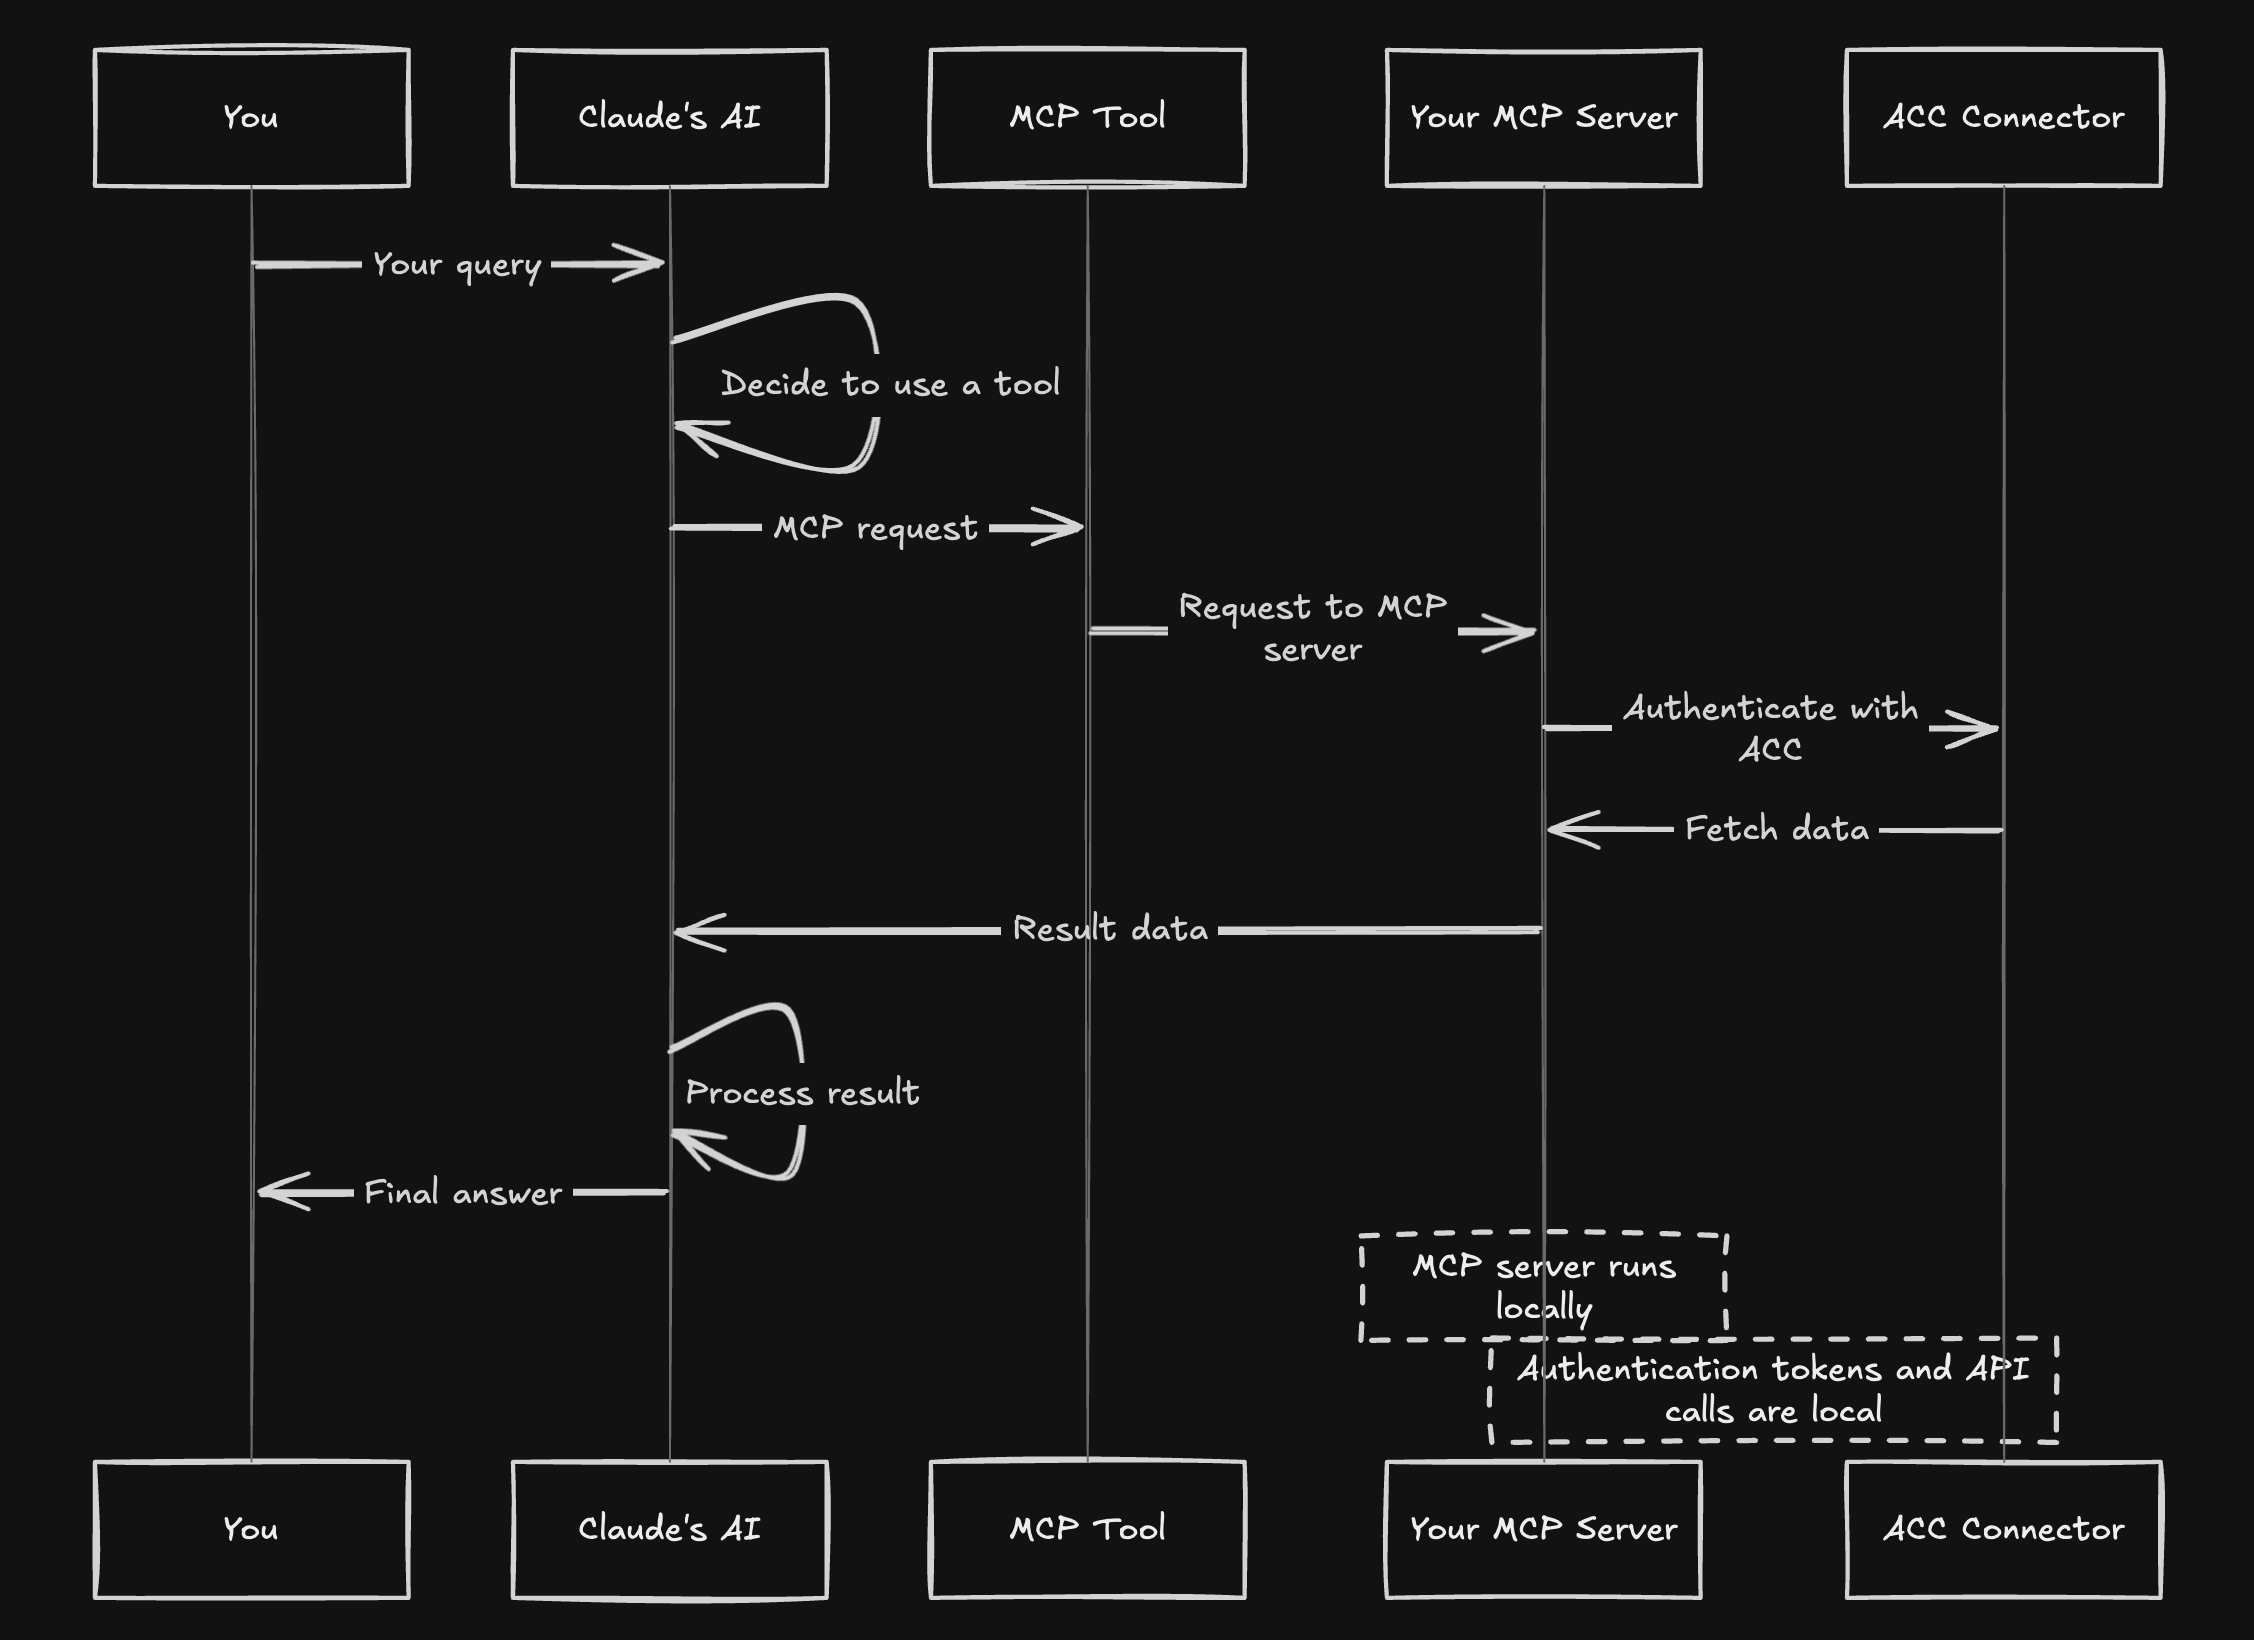 You
Claude's AI
MCP Tool
Your MCP Server
ACC Connector
Your query
Decide to use a tool
MCP request
Request to MCP
server
Authenticate with
ACC
Fetch data
Result data
Process result
Final answer
MCP server runs
locally
Authentication tokens and API
calls are local
You
Claude's AI
MCP Tool
Your MCP Server
ACC Connector